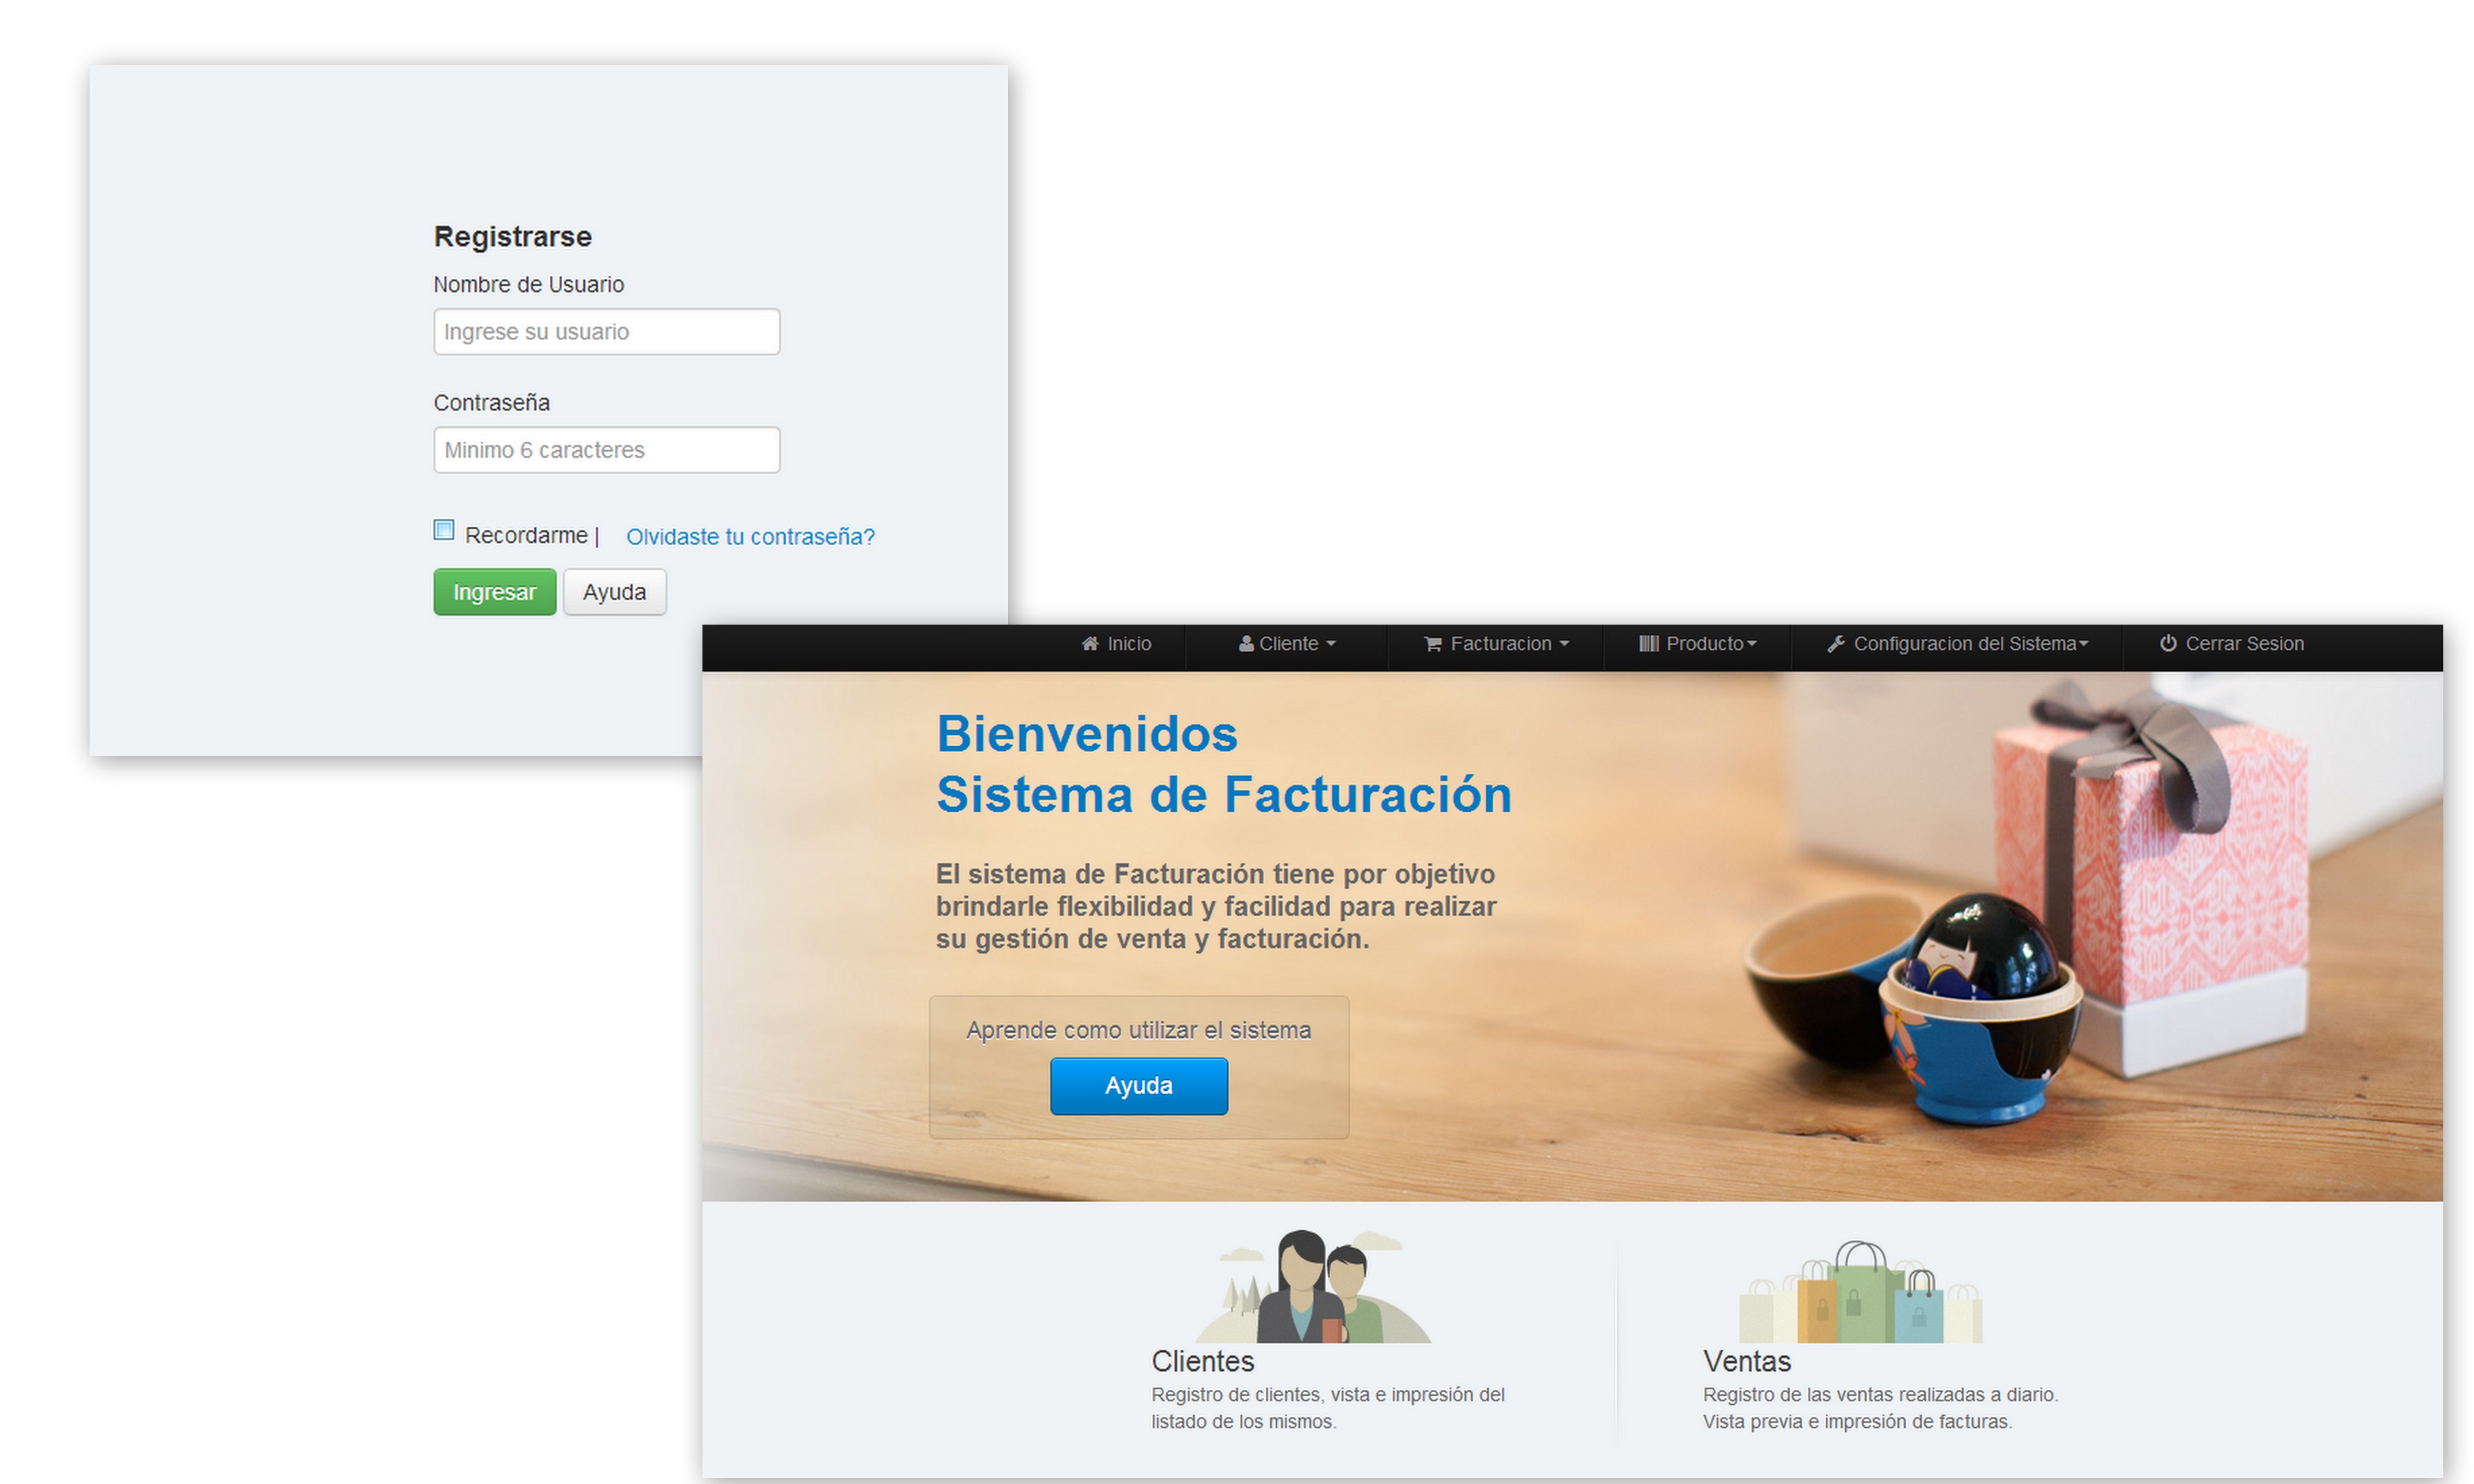 Registrarse
Nombre de Usuario
Ingrese su usuario
Contraseña
Minimo 6 caracteres
Recordarme | Olvidaste tu contraseña?
Ingresar Ayuda
Inicio Cliente Facturacion Producto Configuracion del Sistema Cerrar Sesion
Bienvenidos
Sistema de Facturación
El sistema de Facturación tiene por objetivo
brindarle flexibilidad y facilidad para realizar
su gestión de venta y facturación.
Aprende como utilizar el sistema
Ayuda
Clientes
Registro de clientes, vista e impresión del
listado de los mismos.
Ventas
Registro de las ventas realizadas a diario.
Vista previa e impresión de facturas.